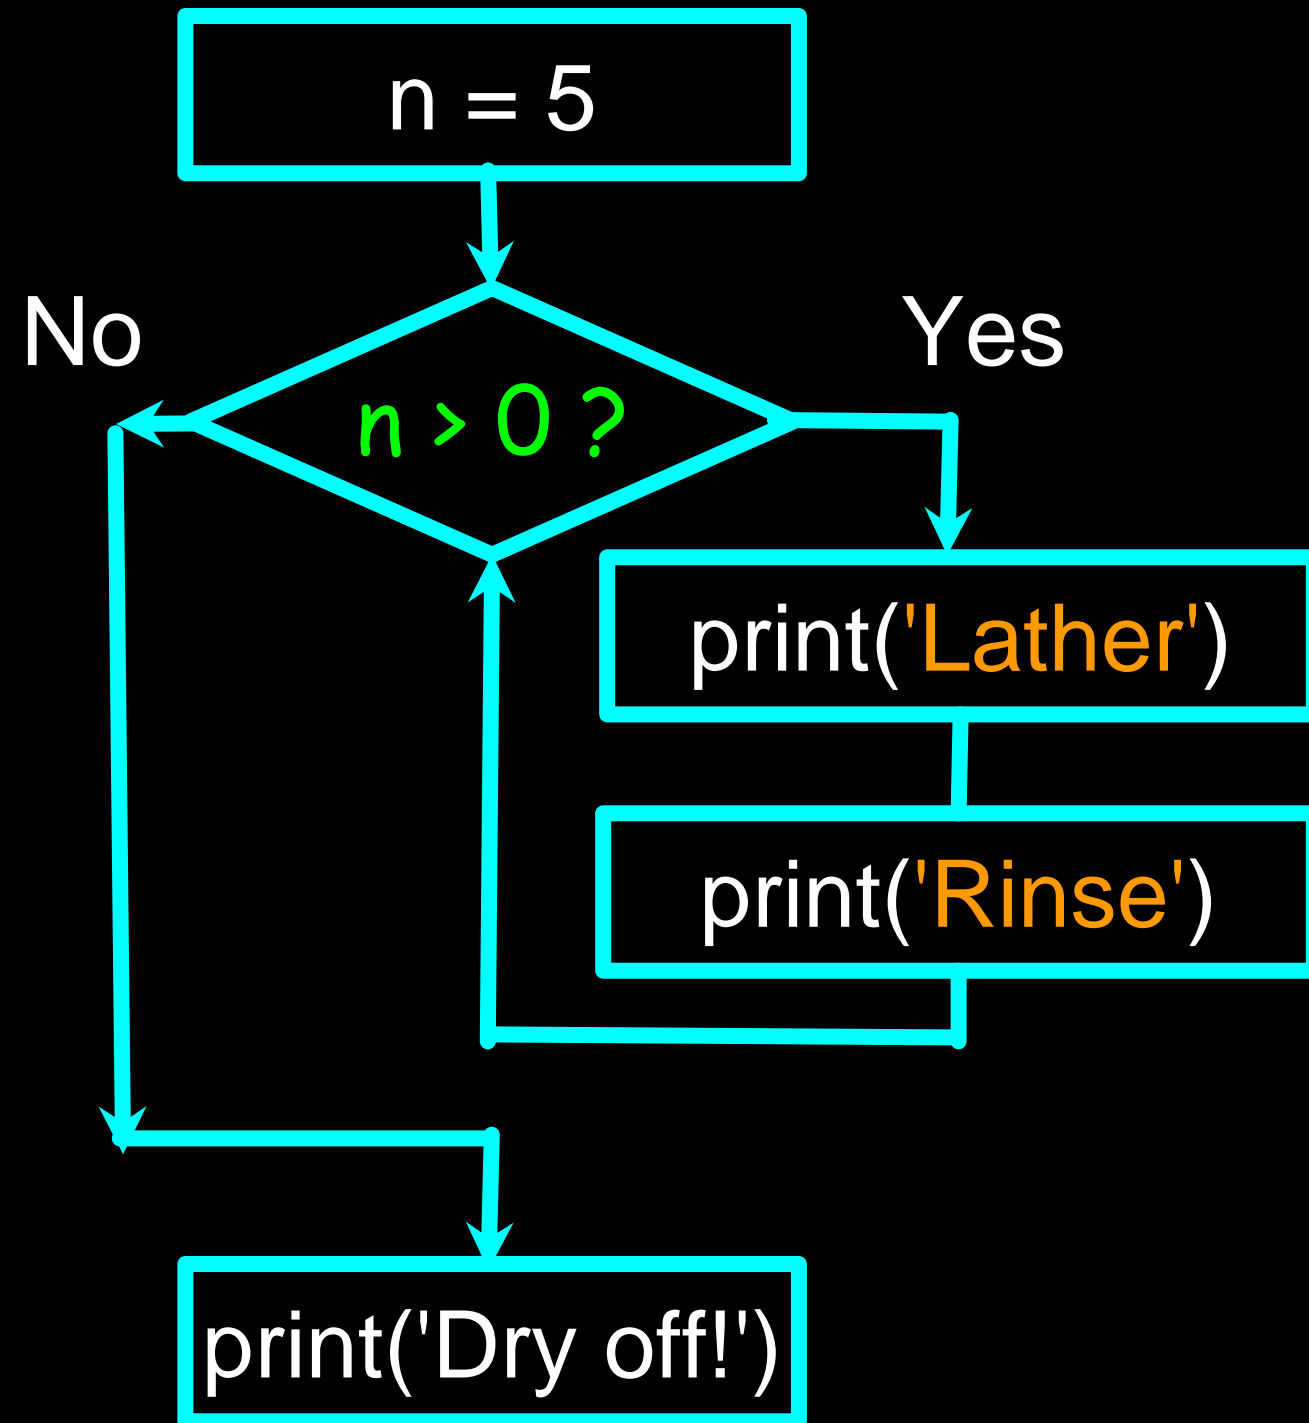 n = 5
No
Yes
n > 0 ?
print('Lather')
print('Rinse')
print('Dry off!')